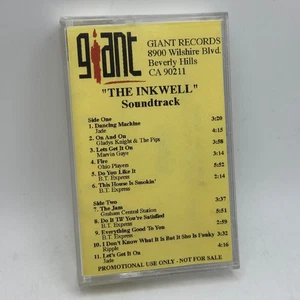 giant
GIANT RECORDS
8900 Wilshire Blvd.
Beverly Hills
CA 90211
"THE INKWELL"
Soundtrack
Side One
1. Dancing Machine 3:20
Jade
2. On And On 4:15
Gladys Knight & The Pips
3. Lets Get It On 3:58
Marvin Gaye
4. Fire 3:14
Ohio Players
5. Do You Like It 5:52
B.T. Express
6. This House Is Smokin' 2:14
B.T. Express
Side Two
7. The Jam 3:37
Graham Central Station
8. Do It Til' You're Satisfied 5:51
B.T. Express
9. Everything Good To You 2:59
B.T. Express
10. I Don't Know What It Is But It She Is Funky 3:32
Ripple
11. Let's Get It On 4:16
Jade
PROMOTIONAL USE ONLY - NOT FOR SALE